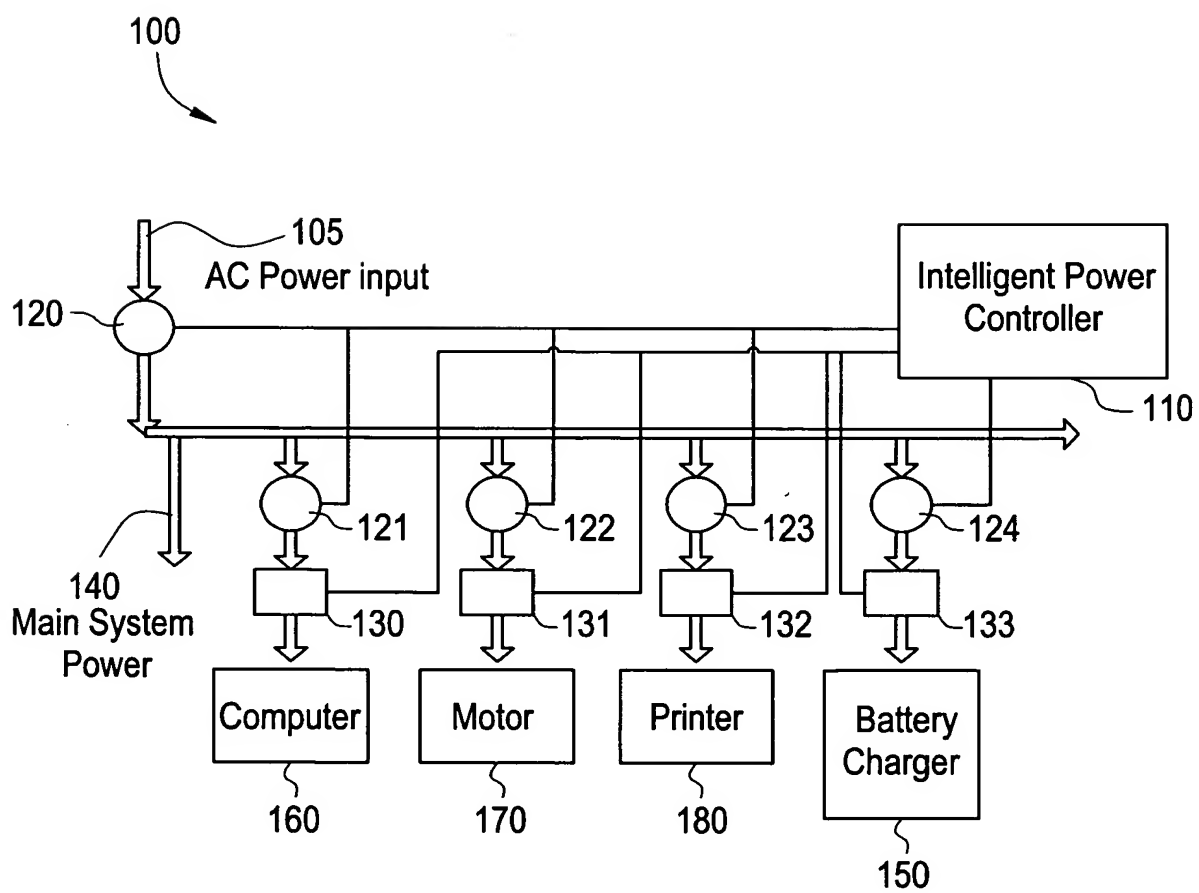 100
105
AC Power input
120
Intelligent Power
Controller
110
121
122
123
124
140
Main System
Power
130
131
132
133
Computer
Motor
Printer
Battery
Charger
160
170
180
150